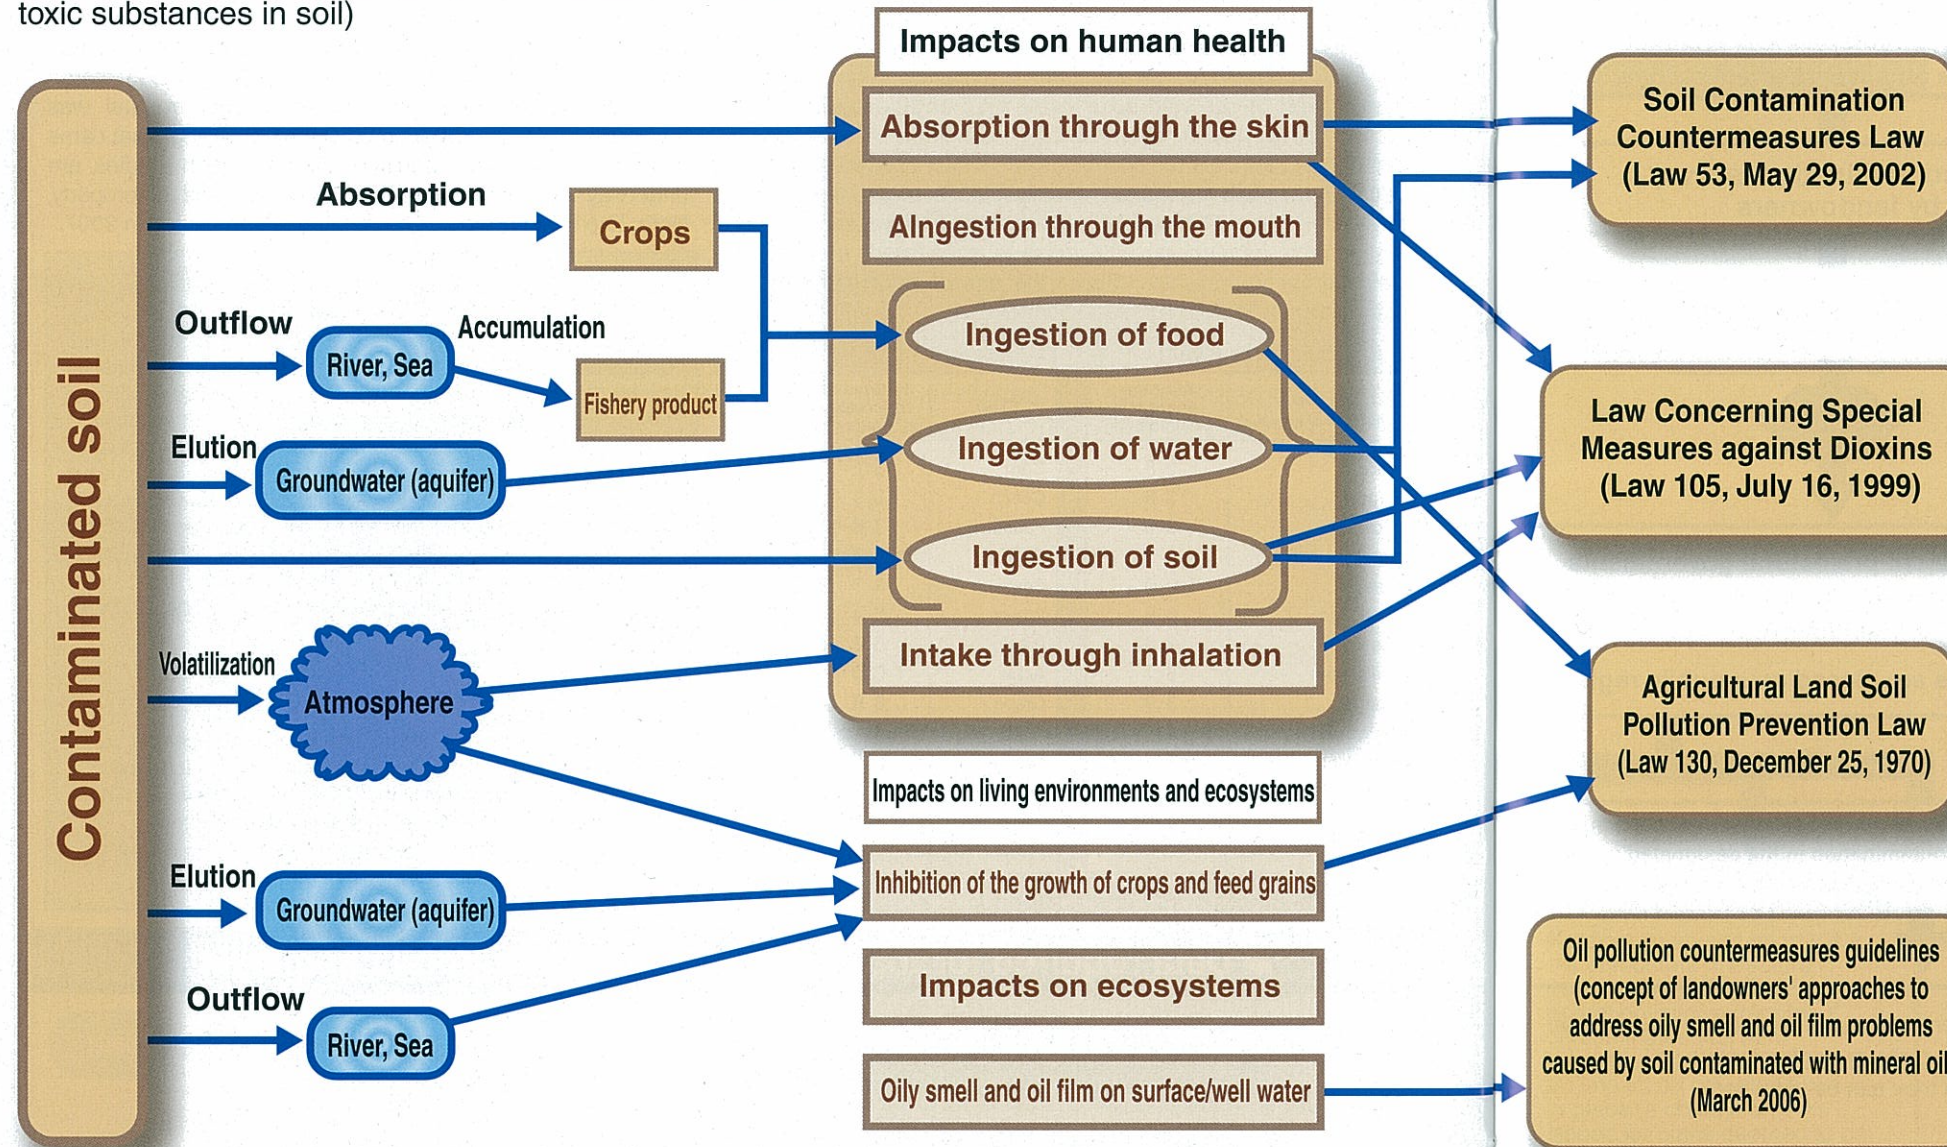 toxic substances in soil)
Contaminated soil
Absorption
Crops
Outflow
River, Sea
Accumulation
Fishery product
Elution
Groundwater (aquifer)
Volatilization
Atmosphere
Elution
Groundwater (aquifer)
Outflow
River, Sea
Impacts on human health
Absorption through the skin
AIngestion through the mouth
Ingestion of food
Ingestion of water
Ingestion of soil
Intake through inhalation
Impacts on living environments and ecosystems
Inhibition of the growth of crops and feed grains
Impacts on ecosystems
Oily smell and oil film on surface/well water
Soil Contamination
Countermeasures Law
(Law 53, May 29, 2002)
Law Concerning Special
Measures against Dioxins
(Law 105, July 16, 1999)
Agricultural Land Soil
Pollution Prevention Law
(Law 130, December 25, 1970)
Oil pollution countermeasures guidelines
(concept of landowners' approaches to
address oily smell and oil film problems
caused by soil contaminated with mineral oil
(March 2006)